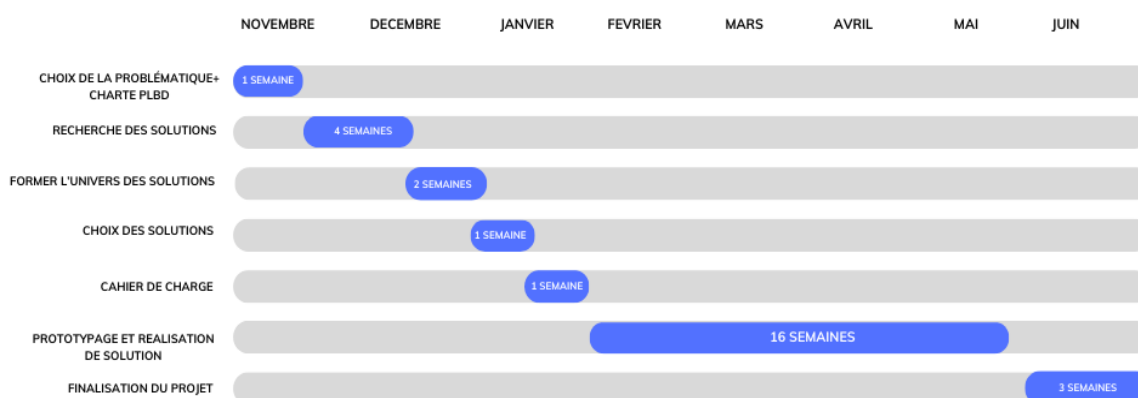 NOVEMBRE DECEMBRE JANVIER FEVRIER MARS AVRIL MAI JUIN
CHOIX DE LA PROBLÉMATIQUE+
CHARTE PLBD
1 SEMAINE
RECHERCHE DES SOLUTIONS
4 SEMAINES
FORMER L'UNIVERS DES SOLUTIONS
2 SEMAINES
CHOIX DES SOLUTIONS
1 SEMAINE
CAHIER DE CHARGE
1 SEMAINE
PROTOTYPAGE ET REALISATION
DE SOLUTION
16 SEMAINES
FINALISATION DU PROJET
3 SEMAINES